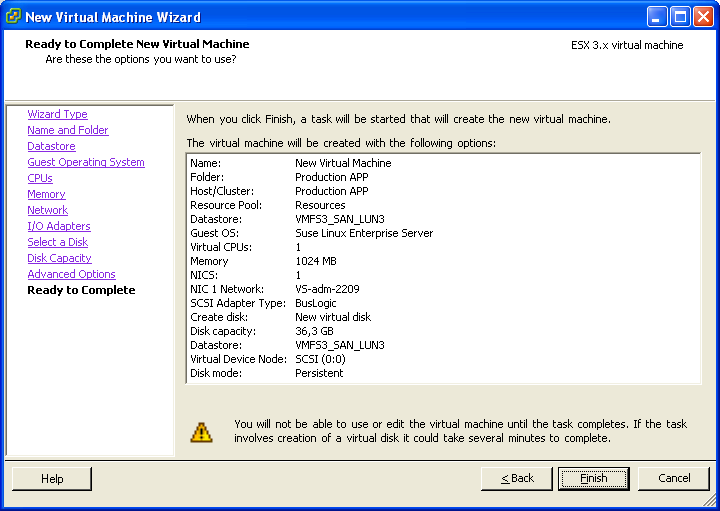 New Virtual Machine Wizard
Ready to Complete New Virtual Machine
ESX 3.x virtual machine
Are these the options you want to use?
Wizard Type
Name and Folder
Datastore
Guest Operating System
CPUs
Memory
Network
I/O Adapters
Select a Disk
Disk Capacity
Advanced Options
Ready to Complete
When you click Finish, a task will be started that will create the new virtual machine.
The virtual machine will be created with the following options:
Name: New Virtual Machine
Folder: Production APP
Host/Cluster: Production APP
Resource Pool: Resources
Datastore: VMFS3_SAN_LUN3
Guest OS: Suse Linux Enterprise Server
Virtual CPUs: 1
Memory 1024 MB
NICS: 1
NIC 1 Network: VS-adm-2209
SCSI Adapter Type: BusLogic
Create disk: New virtual disk
Disk capacity: 36,3 GB
Datastore: VMFS3_SAN_LUN3
Virtual Device Node: SCSI (0:0)
Disk mode: Persistent
You will not be able to use or edit the virtual machine until the task completes. If the task
involves creation of a virtual disk it could take several minutes to complete.
Help
< Back
Finish
Cancel